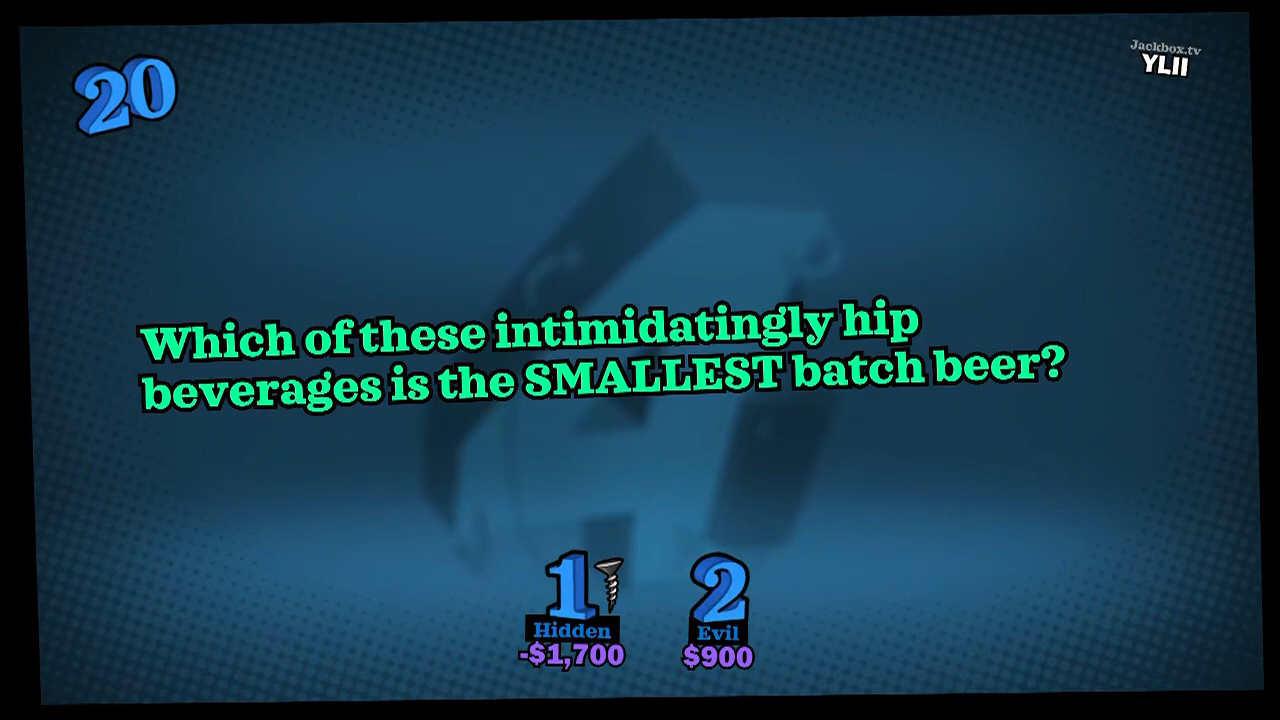 20
Jackbox.tv
YLII
Which of these intimidatingly hip
beverages is the SMALLEST batch beer?
1 2
Hidden Evil
-$1,700 $900